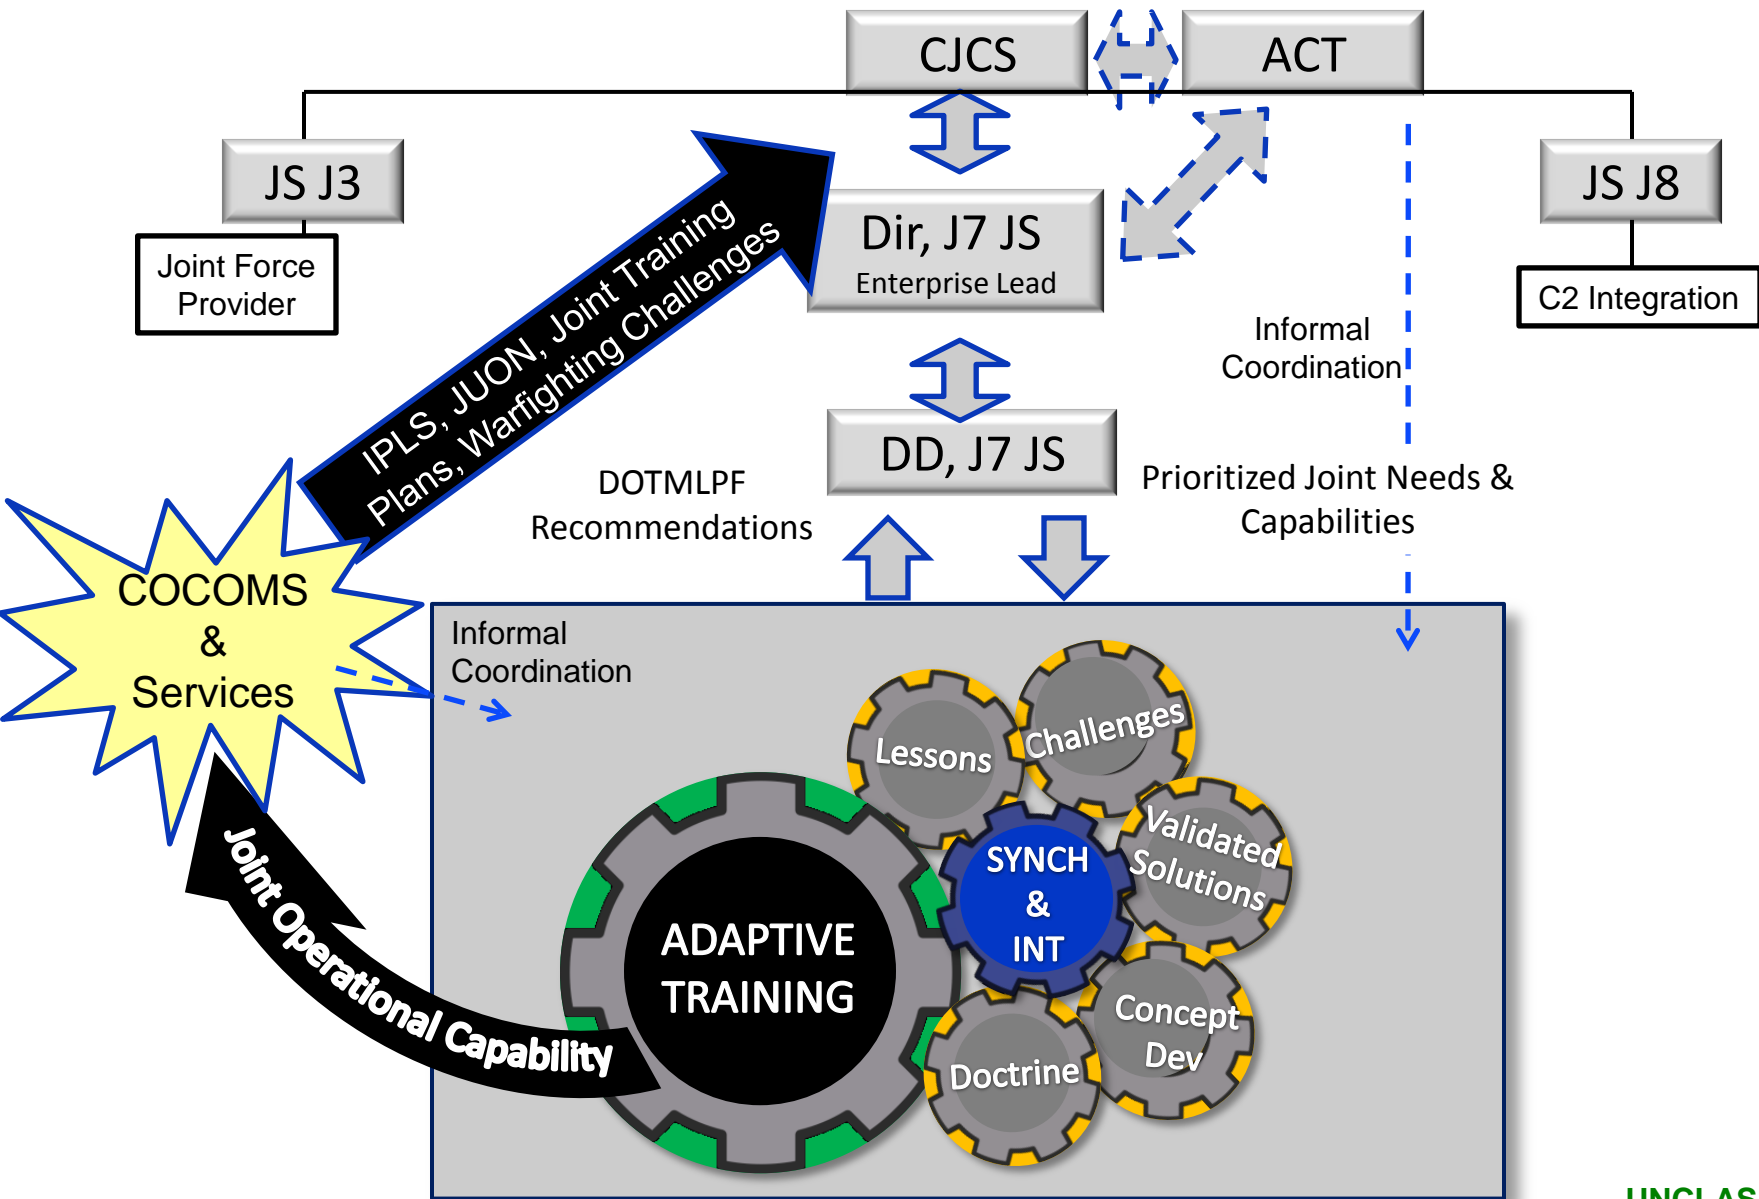 CJCS
ACT
JS J3
JS J8
Joint Force
Provider
C2 Integration
Dir, J7 JS
Enterprise Lead
IPLS, JUON, Joint Training
Plans, Warfighting Challenges
Informal
Coordination
DD, J7 JS
DOTMLPF
Recommendations
Prioritized Joint Needs &
Capabilities
COCOMS
&
Services
Informal
Coordination
Lessons
Challenges
Validated
Solutions
SYNCH
&
INT
ADAPTIVE
TRAINING
Concept
Dev
Doctrine
Joint Operational Capability